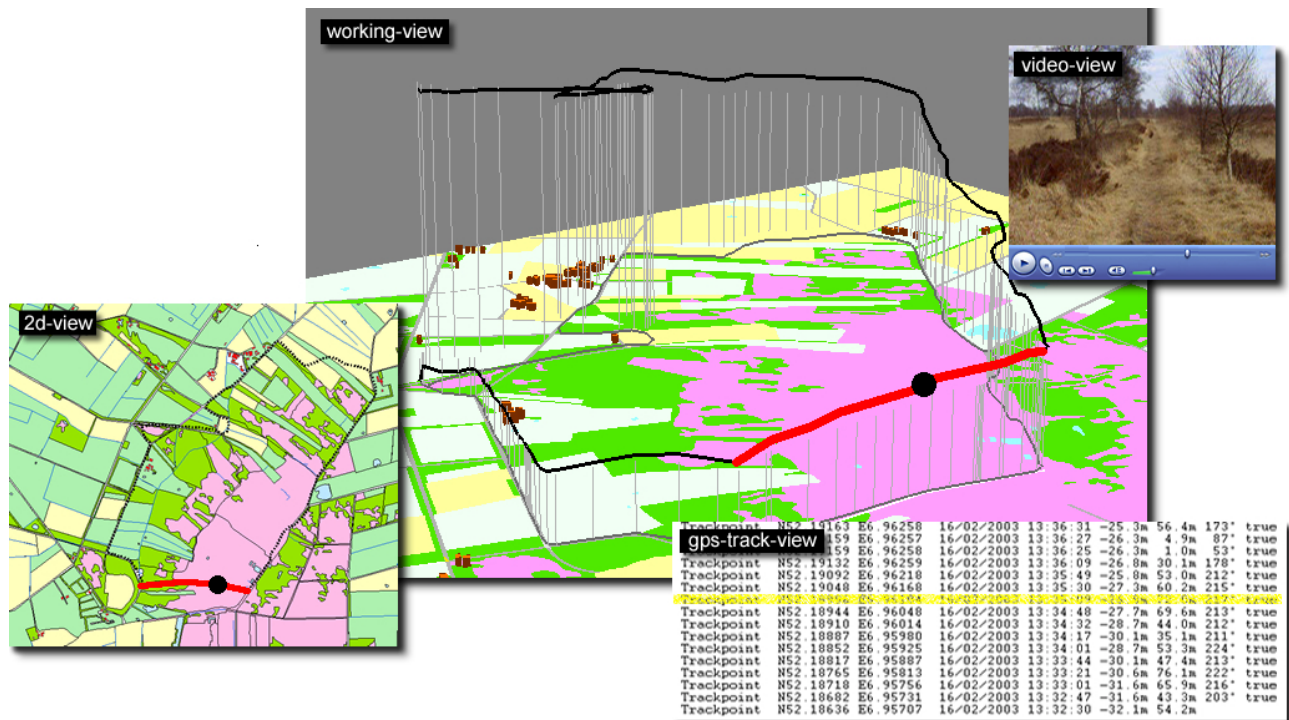 working-view
video-view
2d-view
gps-track-view
Trackpoint N52.19163 E6.96258 16/02/2003 13:36:31 -25.3m 56.4m 173° true
159 E6.96257 16/02/2003 13:36:27 -26.3m 4.9m 87° true
159 E6.96258 16/02/2003 13:36:25 -26.3m 1.0m 53° true
Trackpoint N52.19132 E6.96259 16/02/2003 13:36:09 -26.8m 30.1m 178° true
Trackpoint N52.19092 E6.96218 16/02/2003 13:35:49 -25.8m 53.0m 212° true
Trackpoint N52.19048 E6.96168 16/02/2003 13:35:30 -27.3m 60.2m 215° true
Trackpoint N52.18944 E6.96048 16/02/2003 13:34:48 -27.7m 69.6m 213° true
Trackpoint N52.18910 E6.96014 16/02/2003 13:34:32 -28.7m 44.0m 212° true
Trackpoint N52.18887 E6.95980 16/02/2003 13:34:17 -30.1m 35.1m 211° true
Trackpoint N52.18852 E6.95925 16/02/2003 13:34:01 -28.7m 53.3m 224° true
Trackpoint N52.18817 E6.95887 16/02/2003 13:33:44 -30.1m 47.4m 213° true
Trackpoint N52.18765 E6.95813 16/02/2003 13:33:21 -30.6m 76.1m 222° true
Trackpoint N52.18718 E6.95756 16/02/2003 13:33:01 -31.6m 65.9m 216° true
Trackpoint N52.18682 E6.95731 16/02/2003 13:32:47 -31.6m 43.3m 203° true
Trackpoint N52.18636 E6.95707 16/02/2003 13:32:30 -32.1m 54.2m